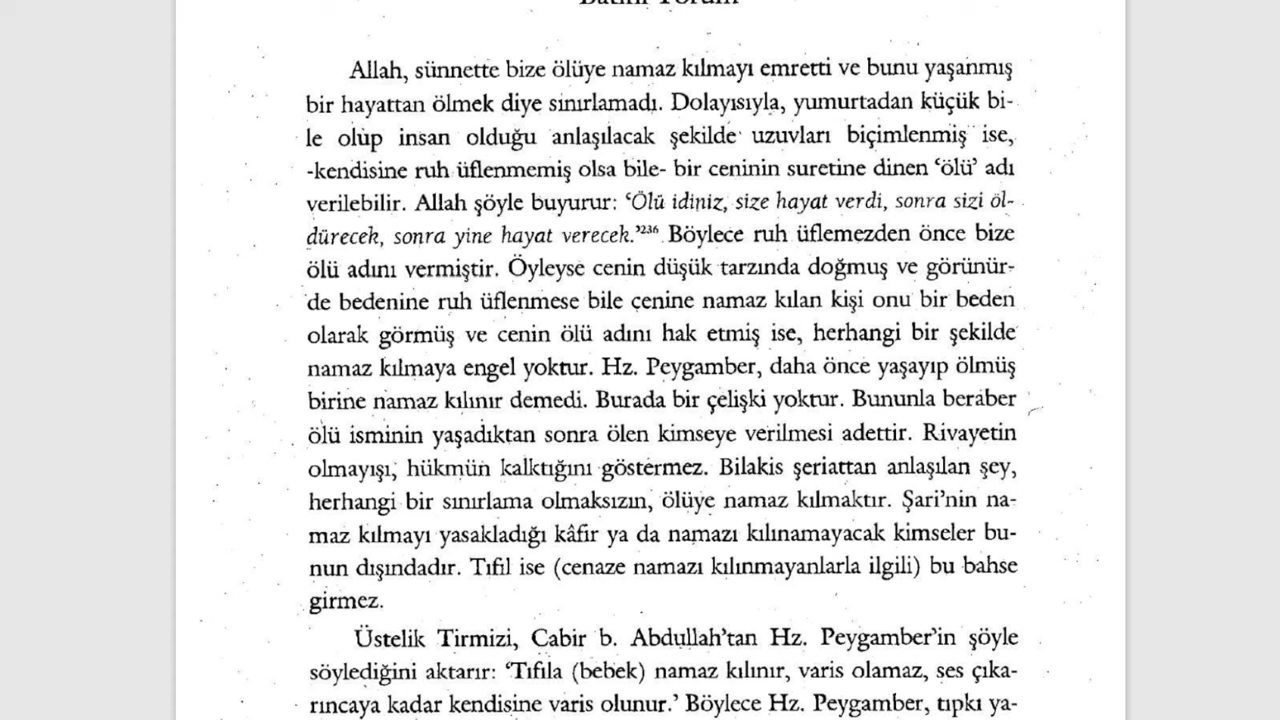 Batıni Yorum
Allah, sünnette bize ölüye namaz kılmayı emretti ve bunu yaşanmış
bir hayattan ölmek diye sınırlamadı. Dolayısıyla, yumurtadan küçük bi-
le olup insan olduğu anlaşılacak şekilde uzuvları biçimlenmiş ise,
-kendisine ruh üflenmemiş olsa bile- bir ceninin suretine dinen ‘ölü’ adı
verilebilir. Allah şöyle buyurur: ‘Ölü idiniz, size hayat verdi, sonra sizi öl-
dürecek, sonra yine hayat verecek.’²³⁶ Böylece ruh üflemezden önce bize
ölü adını vermiştir. Öyleyse cenin düşük tarzında doğmuş ve görünür-
de bedenine ruh üflenmese bile cenine namaz kılan kişi onu bir beden
olarak görmüş ve cenin ölü adını hak etmiş ise, herhangi bir şekilde
namaz kılmaya engel yoktur. Hz. Peygamber, daha önce yaşayıp ölmüş
birine namaz kılınır demedi. Burada bir çelişki yoktur. Bununla beraber
ölü isminin yaşadıktan sonra ölen kimseye verilmesi adettir. Rivayetin
olmayışı, hükmün kalktığını göstermez. Bilakis şeriattan anlaşılan şey,
herhangi bir sınırlama olmaksızın, ölüye namaz kılmaktır. Şari’nin na-
maz kılmayı yasakladığı kâfir ya da namazı kılınamayacak kimseler bu-
nun dışındadır. Tıfıl ise (cenaze namazı kılınmayanlarla ilgili) bu bahse
girmez.
Üstelik Tirmizi, Cabir b. Abdullah’tan Hz. Peygamber’in şöyle
söylediğini aktarır: ‘Tıfıla (bebek) namaz kılınır, varis olamaz, ses çıka-
rıncaya kadar kendisine varis olunur.’ Böylece Hz. Peygamber, tıpkı ya-